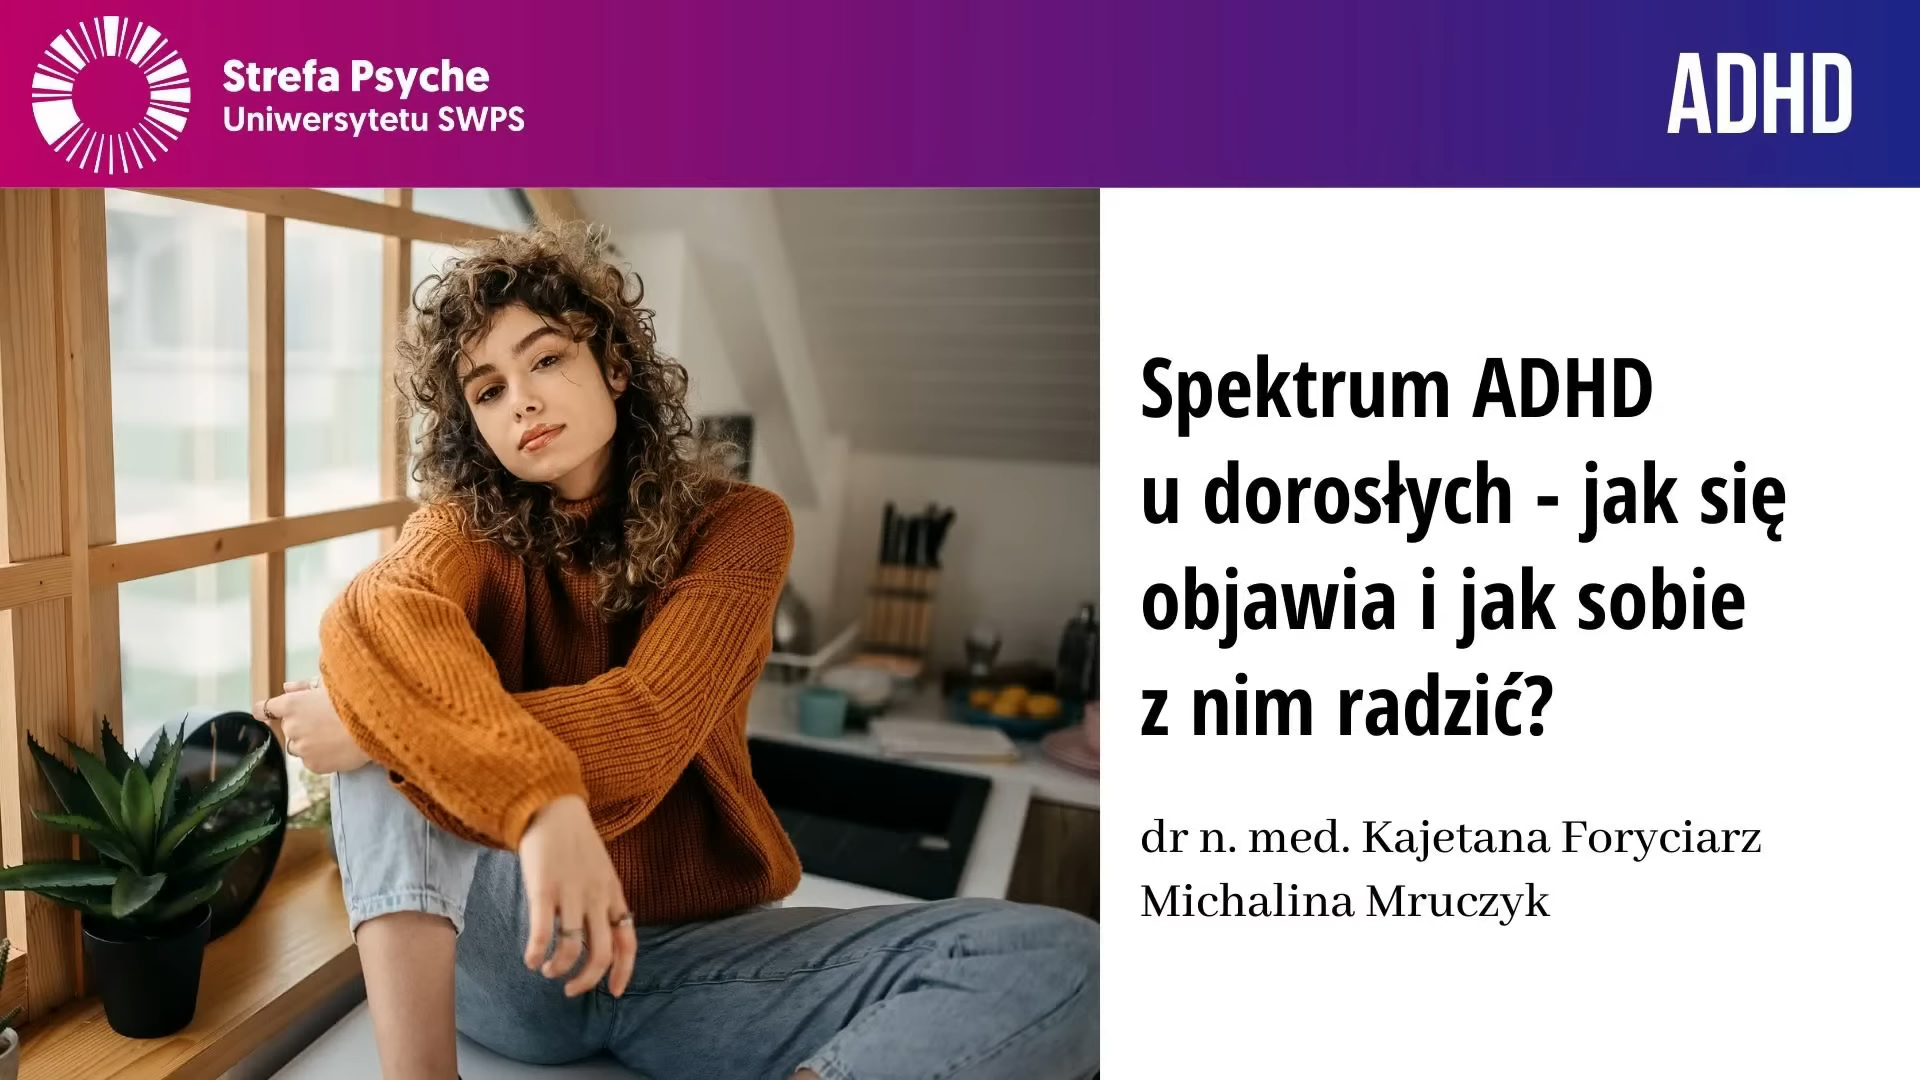 Strefa Psyche
Uniwersytetu SWPS
ADHD
Spektrum ADHD
u dorosłych - jak się
objawia i jak sobie
z nim radzić?
dr n. med. Kajetana Foryciarz
Michalina Mruczyk